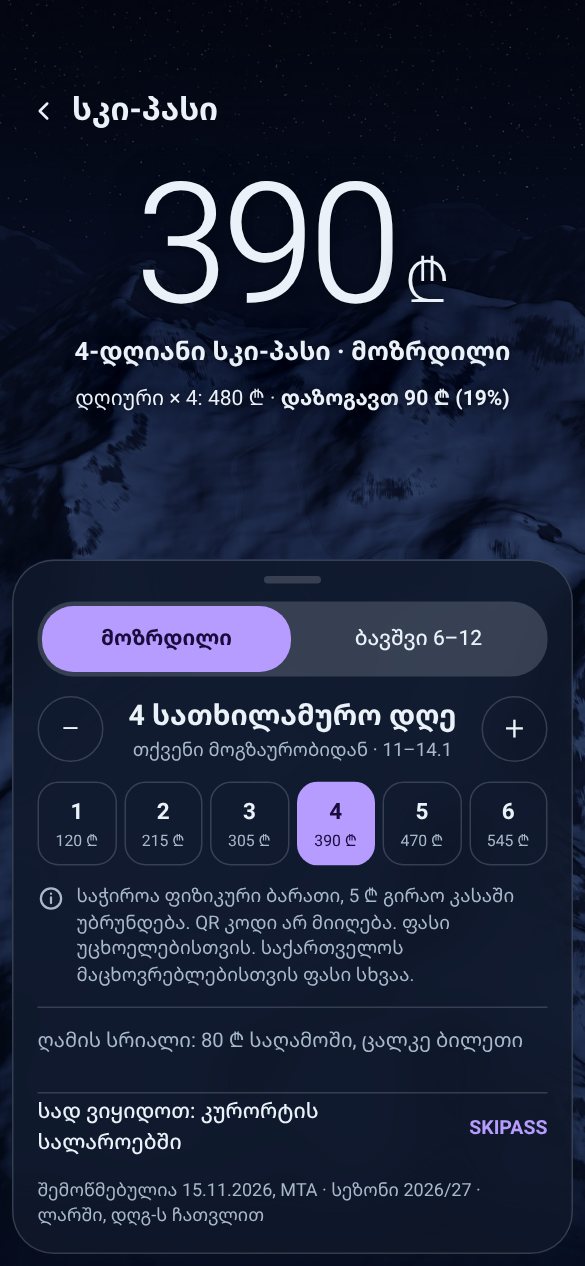 სკი-პასი
390 ₾
4-დღიანი სკი-პასი · მოზრდილი
დღიური × 4: 480 ₾ · დაზოგავთ 90 ₾ (19%)
მოზრდილი
ბავშვი 6–12
−
4 სათხილამურო დღე
+
თქვენი მოგზაურობიდან · 11–14.1
1
120 ₾
2
215 ₾
3
305 ₾
4
390 ₾
5
470 ₾
6
545 ₾
საჭიროა ფიზიკური ბარათი, 5 ₾ გირაო კასაში
უბრუნდება. QR კოდი არ მიიღება. ფასი
უცხოელებისთვის. საქართველოს
მაცხოვრებლებისთვის ფასი სხვაა.
ღამის სრიალი: 80 ₾ საღამოში, ცალკე ბილეთი
სად ვიყიდოთ: კურორტის
სალაროებში
SKIPASS
შემოწმებულია 15.11.2026, MTA · სეზონი 2026/27 ·
ლარში, დღგ-ს ჩათვლით